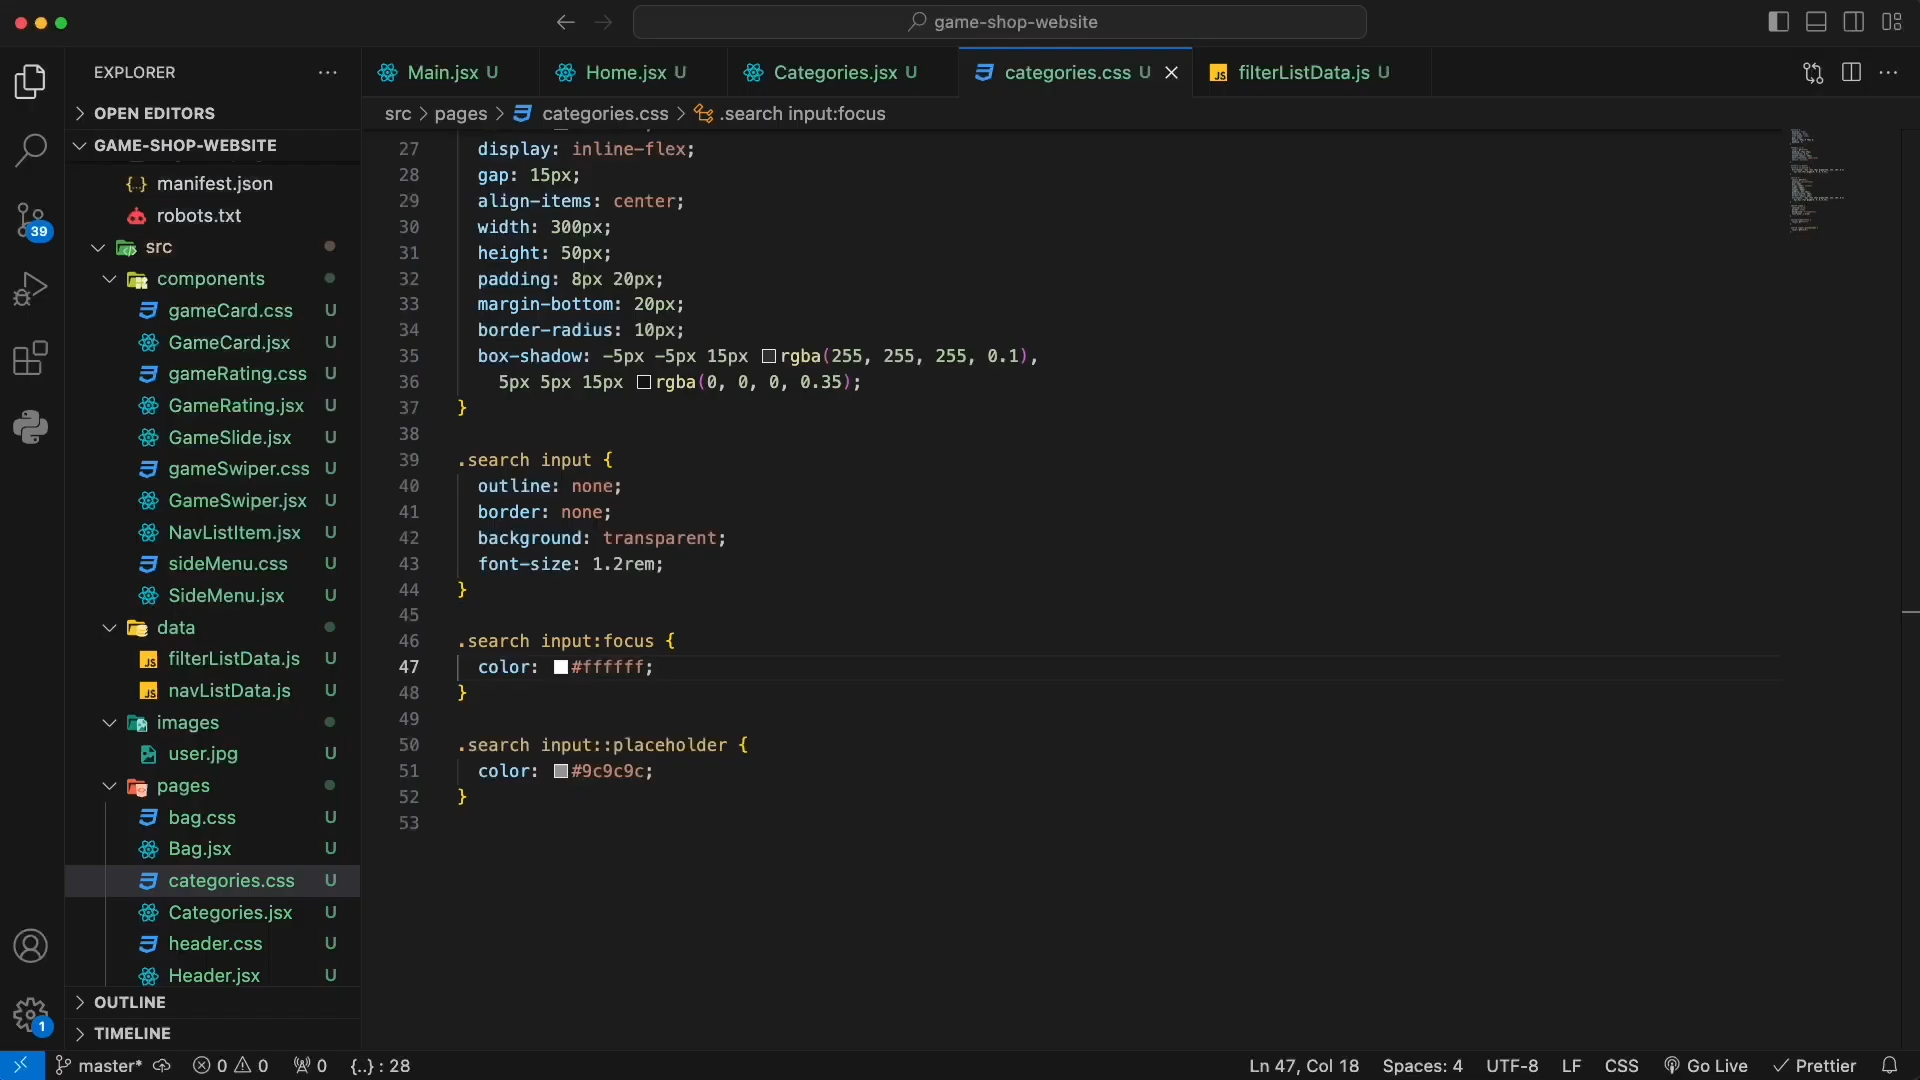 game-shop-website
EXPLORER
OPEN EDITORS
GAME-SHOP-WEBSITE
manifest.json
robots.txt
src
components
gameCard.css U
GameCard.jsx U
gameRating.css U
GameRating.jsx U
GameSlide.jsx U
gameSwiper.css U
GameSwiper.jsx U
NavListItem.jsx U
sideMenu.css U
SideMenu.jsx U
data
filterListData.js U
navListData.js U
images
user.jpg U
pages
bag.css U
Bag.jsx U
categories.css U
Categories.jsx U
header.css U
Header.jsx U
OUTLINE
TIMELINE
39
1
Main.jsx U Home.jsx U Categories.jsx U categories.css U filterListData.js U
src > pages > categories.css > .search input:focus
27 display: inline-flex;
28 gap: 15px;
29 align-items: center;
30 width: 300px;
31 height: 50px;
32 padding: 8px 20px;
33 margin-bottom: 20px;
34 border-radius: 10px;
35 box-shadow: -5px -5px 15px rgba(255, 255, 255, 0.1),
36 5px 5px 15px rgba(0, 0, 0, 0.35);
37 }
38
39 .search input {
40 outline: none;
41 border: none;
42 background: transparent;
43 font-size: 1.2rem;
44 }
45
46 .search input:focus {
47 color: #ffffff;
48 }
49
50 .search input::placeholder {
51 color: #9c9c9c;
52 }
53
master* 0 0 0 {..} : 28 Ln 47, Col 18 Spaces: 4 UTF-8 LF CSS Go Live Prettier